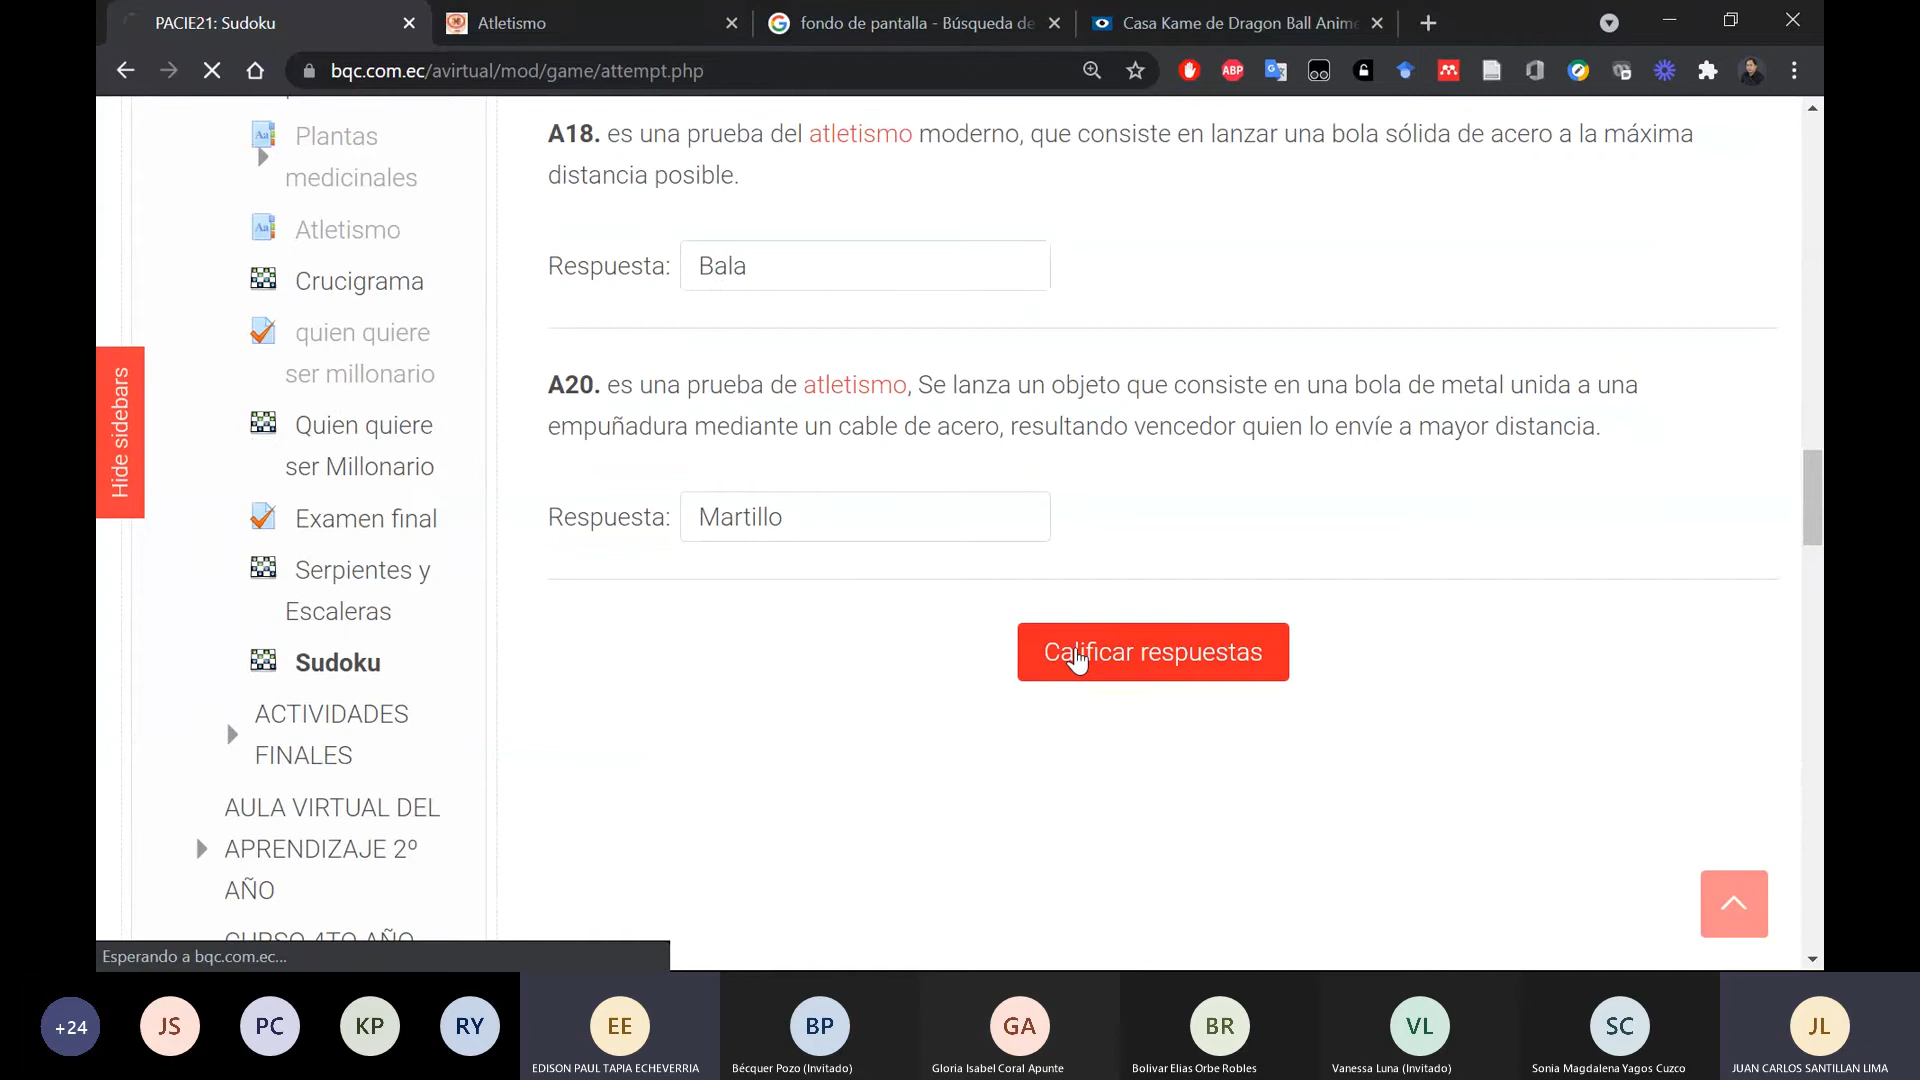 PACIE21: Sudoku
Atletismo
fondo de pantalla - Búsqueda de
Casa Kame de Dragon Ball Anime
bqc.com.ec/avirtual/mod/game/attempt.php
ABP
Plantas
medicinales
Atletismo
Crucigrama
quien quiere
ser millonario
Quien quiere
ser Millonario
Examen final
Serpientes y
Escaleras
Sudoku
ACTIVIDADES
FINALES
AULA VIRTUAL DEL
APRENDIZAJE 2º
AÑO
CURSO 4TO AÑO
Hide sidebars
A18. es una prueba del atletismo moderno, que consiste en lanzar una bola sólida de acero a la máxima
distancia posible.
Respuesta: Bala
A20. es una prueba de atletismo, Se lanza un objeto que consiste en una bola de metal unida a una
empuñadura mediante un cable de acero, resultando vencedor quien lo envíe a mayor distancia.
Respuesta: Martillo
Calificar respuestas
Esperando a bqc.com.ec...
+24
JS
PC
KP
RY
EE
BP
GA
BR
VL
SC
JL
EDISON PAUL TAPIA ECHEVERRIA
Bécquer Pozo (Invitado)
Gloria Isabel Coral Apunte
Bolivar Elias Orbe Robles
Vanessa Luna (Invitado)
Sonia Magdalena Yagos Cuzco
JUAN CARLOS SANTILLAN LIMA